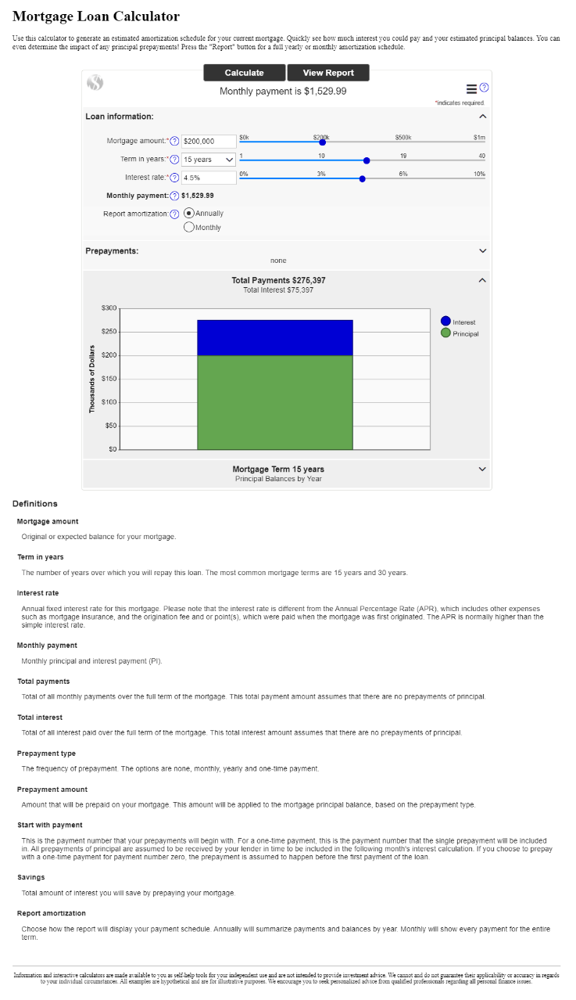 Mortgage Loan Calculator
Use this calculator to generate an estimated amortization schedule for your current mortgage. Quickly see how much interest you could pay and your estimated principal balances. You can
even determine the impact of any principal prepayments! Press the "Report" button for a full yearly or monthly amortization schedule.
Calculate View Report
Monthly payment is $1,529.99
?
*indicates required
Loan information:
Mortgage amount:* ? $200,000 $0k $200k $500k $1m
Term in years:* ? 15 years 1 10 19 40
Interest rate:* ? 4.5% 0% 3% 6% 10%
Monthly payment: ? $1,529.99
Report amortization: ? Annually
Monthly
Prepayments:
none
Total Payments $275,397
Total Interest $75,397
$300
$250
$200
$150
$100
$50
$0
Thousands of Dollars
Interest
Principal
Mortgage Term 15 years
Principal Balances by Year
Definitions
Mortgage amount
Original or expected balance for your mortgage.
Term in years
The number of years over which you will repay this loan. The most common mortgage terms are 15 years and 30 years.
Interest rate
Annual fixed interest rate for this mortgage. Please note that the interest rate is different from the Annual Percentage Rate (APR), which includes other expenses
such as mortgage insurance, and the origination fee and or point(s), which were paid when the mortgage was first originated. The APR is normally higher than the
simple interest rate.
Monthly payment
Monthly principal and interest payment (PI).
Total payments
Total of all monthly payments over the full term of the mortgage. This total payment amount assumes that there are no prepayments of principal.
Total interest
Total of all interest paid over the full term of the mortgage. This total interest amount assumes that there are no prepayments of principal.
Prepayment type
The frequency of prepayment. The options are none, monthly, yearly and one-time payment.
Prepayment amount
Amount that will be prepaid on your mortgage. This amount will be applied to the mortgage principal balance, based on the prepayment type.
Start with payment
This is the payment number that your prepayments will begin with. For a one-time payment, this is the payment number that the single prepayment will be included
in. All prepayments of principal are assumed to be received by your lender in time to be included in the following month's interest calculation. If you choose to prepay
with a one-time payment for payment number zero, the prepayment is assumed to happen before the first payment of the loan.
Savings
Total amount of interest you will save by prepaying your mortgage.
Report amortization
Choose how the report will display your payment schedule. Annually will summarize payments and balances by year. Monthly will show every payment for the entire
term.
Information and interactive calculators are made available to you as self-help tools for your independent use and are not intended to provide investment advice. We cannot and do not guarantee their applicability or accuracy in regards
to your individual circumstances. All examples are hypothetical and are for illustrative purposes. We encourage you to seek personalized advice from qualified professionals regarding all personal finance issues.